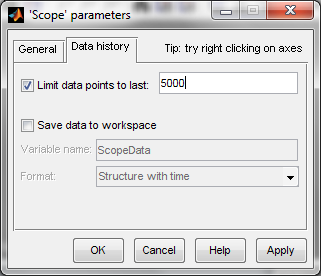 'Scope' parameters
General
Data history
Tip: try right clicking on axes
Limit data points to last: 5000
Save data to workspace
Variable name: ScopeData
Format: Structure with time
OK Cancel Help Apply